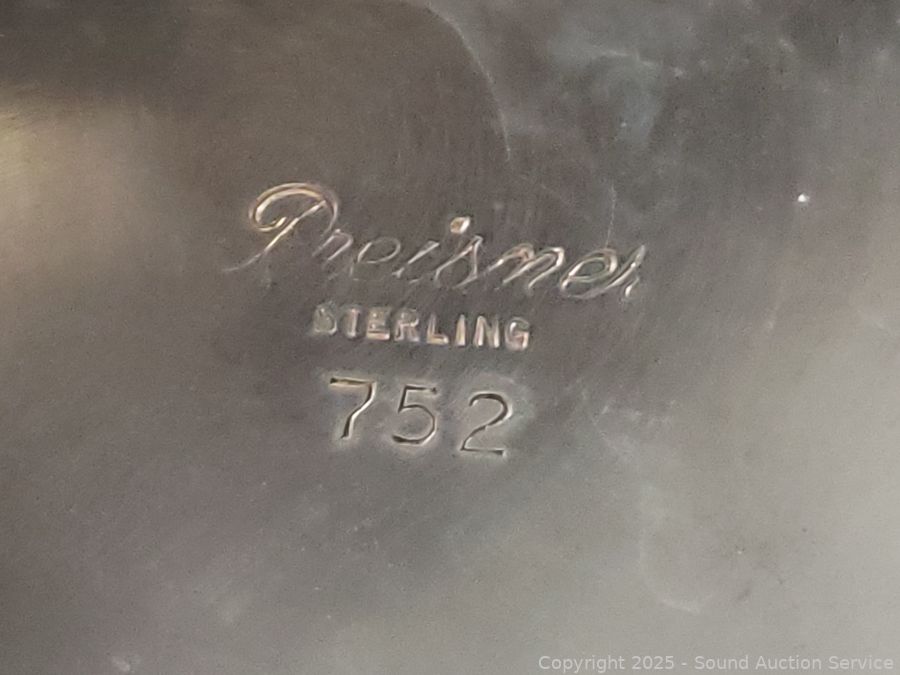 Preisner
STERLING
752
Copyright © 2025 - Sound Auction Service